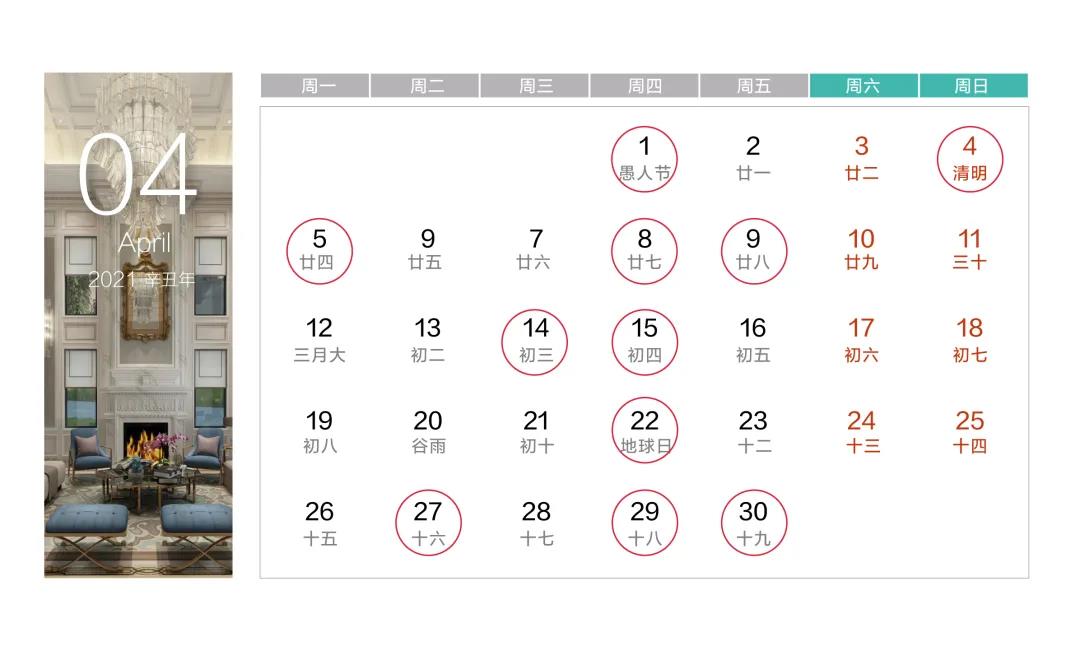 04
April
2021 辛丑年
周一 周二 周三 周四 周五 周六 周日
1 2 3 4
愚人节 廿一 廿二 清明
5 9 7 8 9 10 11
廿四 廿五 廿六 廿七 廿八 廿九 三十
12 13 14 15 16 17 18
三月大 初二 初三 初四 初五 初六 初七
19 20 21 22 23 24 25
初八 谷雨 初十 地球日 十二 十三 十四
26 27 28 29 30
十五 十六 十七 十八 十九